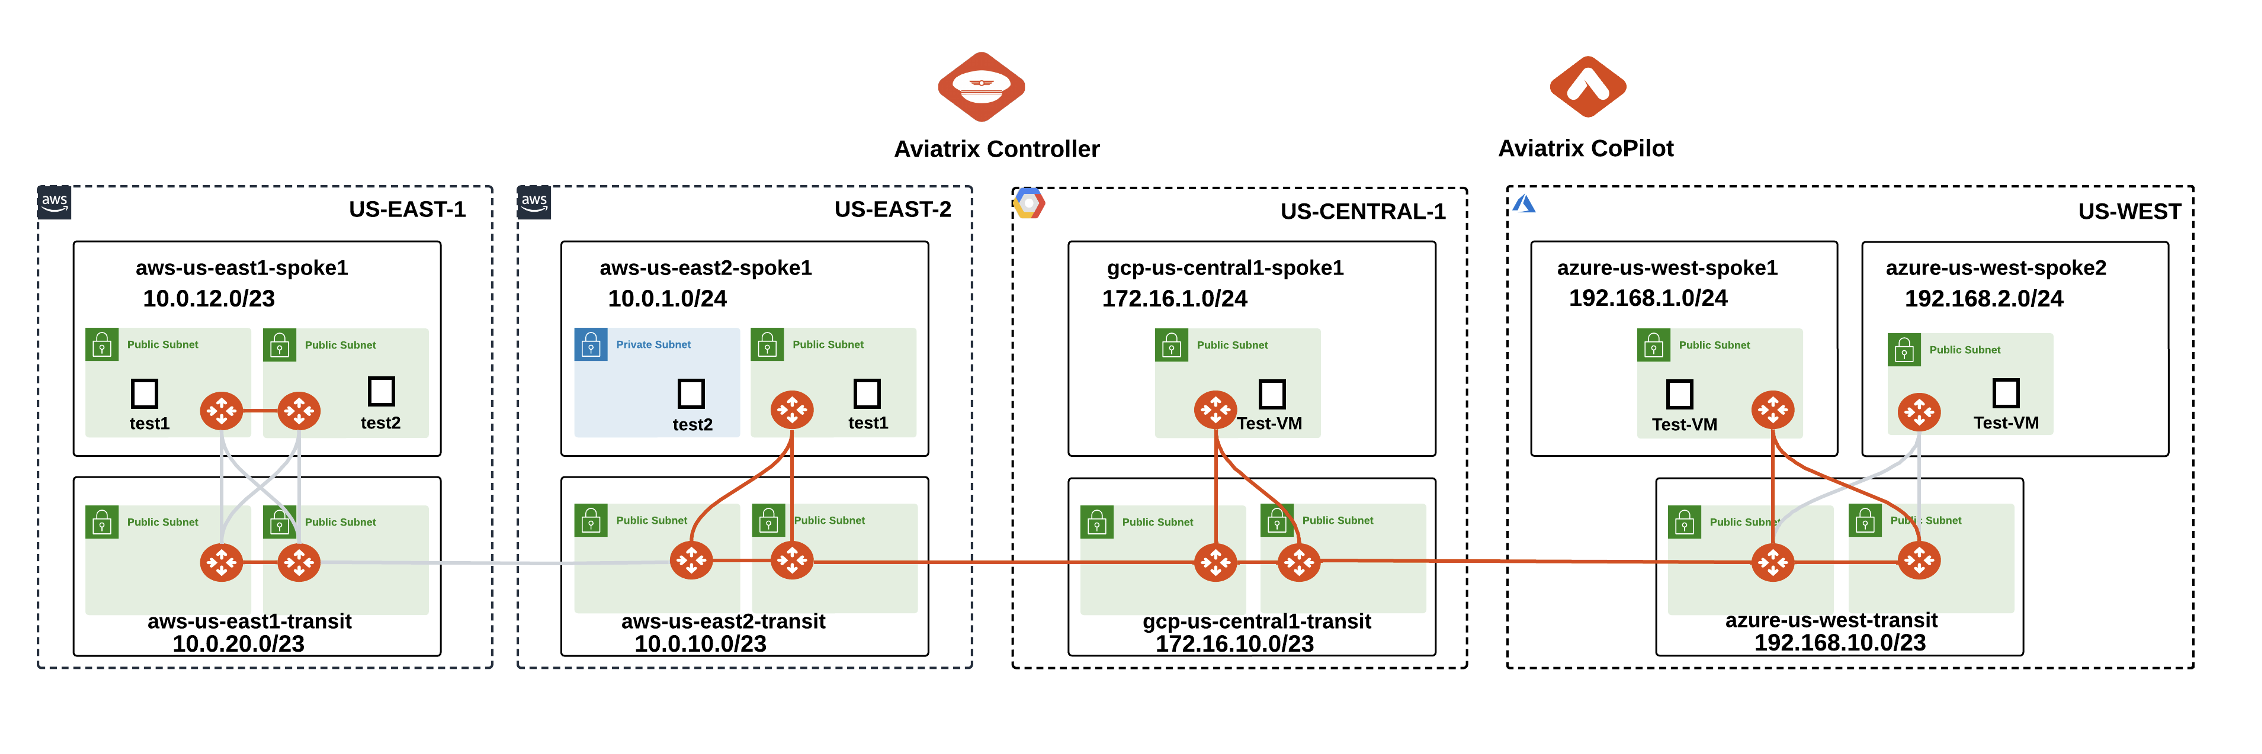 Aviatrix Controller
Aviatrix CoPilot
aws
US-EAST-1
aws-us-east1-spoke1
10.0.12.0/23
Public Subnet
Public Subnet
test1
test2
aws-us-east1-transit
10.0.20.0/23
Public Subnet
Public Subnet
aws
US-EAST-2
aws-us-east2-spoke1
10.0.1.0/24
Private Subnet
Public Subnet
test2
test1
Public Subnet
Public Subnet
aws-us-east2-transit
10.0.10.0/23
US-CENTRAL-1
gcp-us-central1-spoke1
172.16.1.0/24
Public Subnet
Test-VM
Public Subnet
Public Subnet
gcp-us-central1-transit
172.16.10.0/23
US-WEST
azure-us-west-spoke1
192.168.1.0/24
Public Subnet
Test-VM
azure-us-west-spoke2
192.168.2.0/24
Public Subnet
Test-VM
Public Subnet
Public Subnet
azure-us-west-transit
192.168.10.0/23